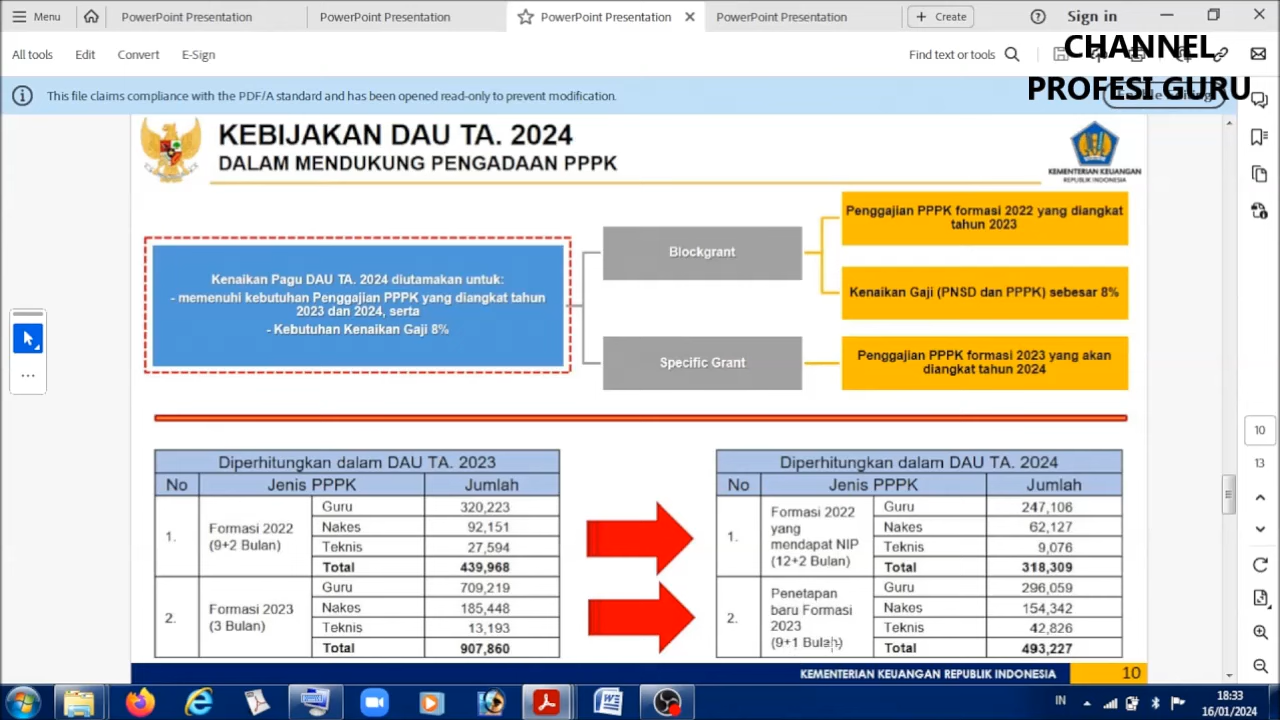 Menu
PowerPoint Presentation
PowerPoint Presentation
PowerPoint Presentation
PowerPoint Presentation
+ Create
Sign in
All tools
Edit
Convert
E-Sign
Find text or tools
CHANNEL
PROFESI GURU
This file claims compliance with the PDF/A standard and has been opened read-only to prevent modification.
KEBIJAKAN DAU TA. 2024
DALAM MENDUKUNG PENGADAAN PPPK
KEMENTERIAN KEUANGAN
REPUBLIK INDONESIA
Kenaikan Pagu DAU TA. 2024 diutamakan untuk:
- memenuhi kebutuhan Penggajian PPPK yang diangkat tahun
2023 dan 2024, serta
- Kebutuhan Kenaikan Gaji 8%
Blockgrant
Penggajian PPPK formasi 2022 yang diangkat
tahun 2023
Kenaikan Gaji (PNSD dan PPPK) sebesar 8%
Specific Grant
Penggajian PPPK formasi 2023 yang akan
diangkat tahun 2024
Diperhitungkan dalam DAU TA. 2023
No Jenis PPPK Jumlah
1. Formasi 2022 (9+2 Bulan)
Guru 320,223
Nakes 92,151
Teknis 27,594
Total 439,968
2. Formasi 2023 (3 Bulan)
Guru 709,219
Nakes 185,448
Teknis 13,193
Total 907,860
Diperhitungkan dalam DAU TA. 2024
No Jenis PPPK Jumlah
1. Formasi 2022 yang mendapat NIP (12+2 Bulan)
Guru 247,106
Nakes 62,127
Teknis 9,076
Total 318,309
2. Penetapan baru Formasi 2023 (9+1 Bulan)
Guru 296,059
Nakes 154,342
Teknis 42,826
Total 493,227
KEMENTERIAN KEUANGAN REPUBLIK INDONESIA 10
10
13
IN
18:33
16/01/2024